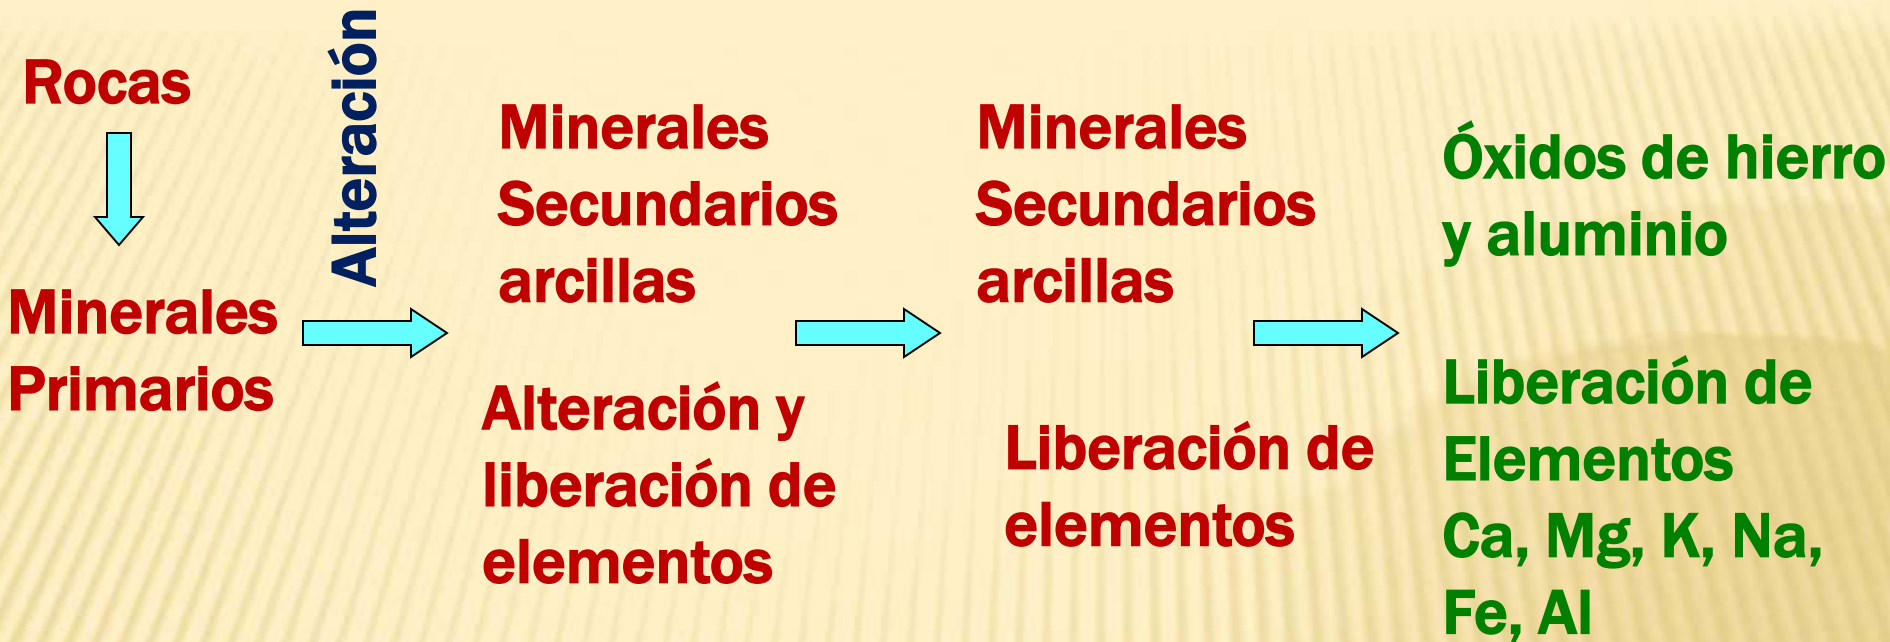 Rocas
Minerales
Primarios
Alteración
Minerales
Secundarios
arcillas
Alteración y
liberación de
elementos
Minerales
Secundarios
arcillas
Liberación de
elementos
Óxidos de hierro
y aluminio
Liberación de
Elementos
Ca, Mg, K, Na,
Fe, Al